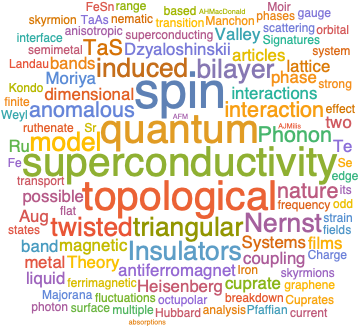 FeSn range based AHMacDonald Moir
skyrmion TaAs nematic transition Manchon phases gauge
interface anisotropic superconducting Valley scattering orbital
semimetal TaS Dzyaloshinskii Signatures
Landau bands induced bilayer articles system
Kondo Moriya spin lattice phase strong
finite dimensional interactions
Weyl anomalous interaction effect
ruthenate Sr AFM AJMillis two
Ru model quantum Phonon Te
Fe superconductivity Se edge
transport possible topological nature its
frequency odd
Aug flat twisted triangular Nernst strain
states band magnetic Insulators Systems films fields
metal Theory antiferromagnet coupling Charge
liquid ferrimagnetic Heisenberg cuprate Iron skyrmions
Majorana fluctuations octupolar breakdown graphene Cuprates
photon surface multiple Hubbard analysis Pfaffian current
absorptions